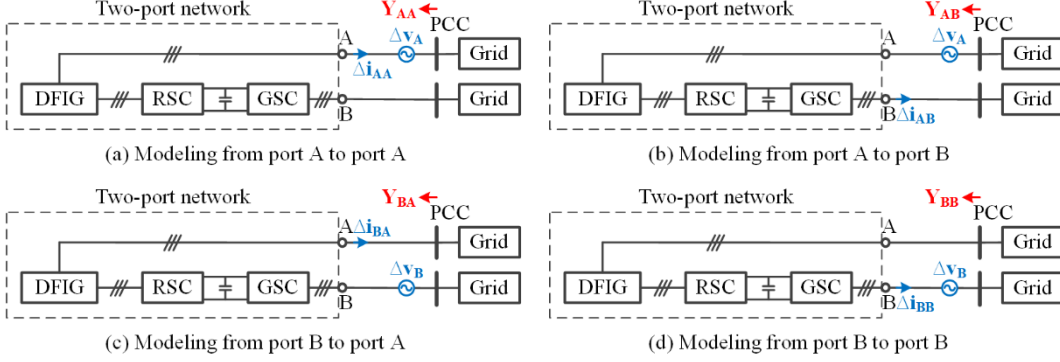 Two-port network
Y_AA
PCC
A
Δv_A
Grid
Δi_AA
DFIG
RSC
GSC
B
Grid
(a) Modeling from port A to port A
Two-port network
Y_AB
PCC
A
Δv_A
Grid
DFIG
RSC
GSC
B
Δi_AB
Grid
(b) Modeling from port A to port B
Two-port network
Y_BA
PCC
A
Δi_BA
Grid
Δv_B
DFIG
RSC
GSC
B
Grid
(c) Modeling from port B to port A
Two-port network
Y_BB
PCC
A
Grid
Δv_B
DFIG
RSC
GSC
B
Δi_BB
Grid
(d) Modeling from port B to port B